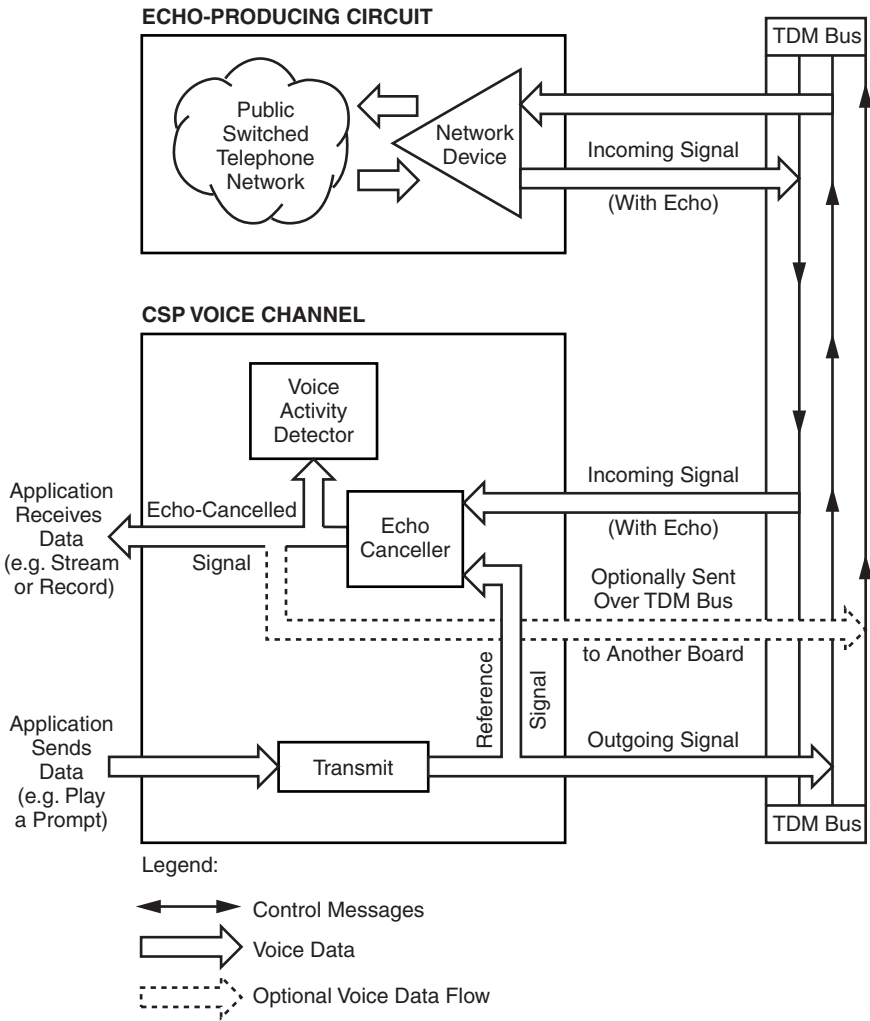 ECHO-PRODUCING CIRCUIT
TDM Bus
Public
Switched
Telephone
Network
Network
Device
Incoming Signal
(With Echo)
CSP VOICE CHANNEL
Voice
Activity
Detector
Application
Receives
Data
(e.g. Stream
or Record)
Echo-Cancelled
Signal
Echo
Canceller
Incoming Signal
(With Echo)
Optionally Sent
Over TDM Bus
to Another Board
Reference
Signal
Application
Sends
Data
(e.g. Play
a Prompt)
Transmit
Outgoing Signal
TDM Bus
Legend:
Control Messages
Voice Data
Optional Voice Data Flow